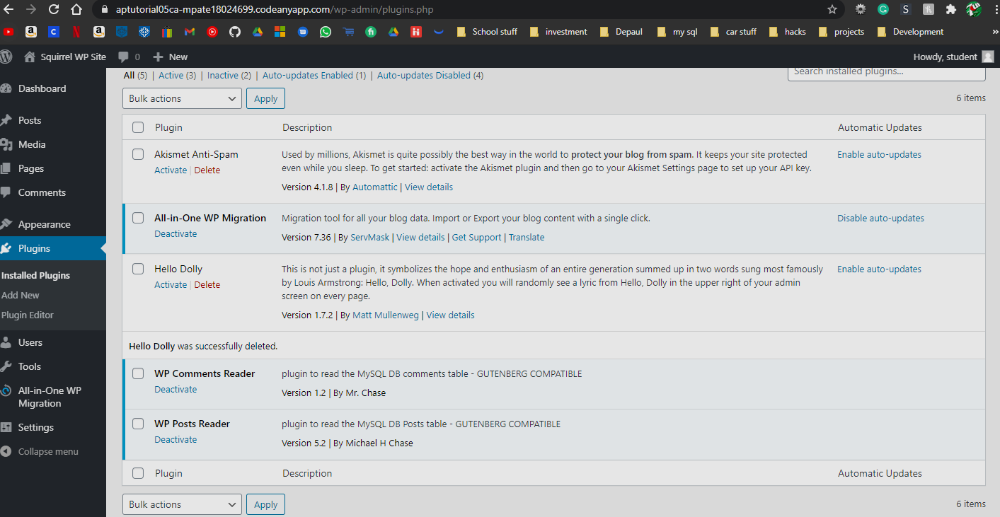 aptutorial05ca-mpate18024699.codeanyapp.com/wp-admin/plugins.php
School stuff investment Depaul my sql car stuff hacks projects Development »
Squirrel WP Site 0 + New Howdy, student
Dashboard
Posts
Media
Pages
Comments
Appearance
Plugins
Installed Plugins
Add New
Plugin Editor
Users
Tools
All-in-One WP
Migration
Settings
Collapse menu
All (5) | Active (3) | Inactive (2) | Auto-updates Enabled (1) | Auto-updates Disabled (4)
Search installed plugins...
Bulk actions Apply 6 items
Plugin Description Automatic Updates
Akismet Anti-Spam
Activate | Delete
Used by millions, Akismet is quite possibly the best way in the world to protect your blog from spam. It keeps your site protected
even while you sleep. To get started: activate the Akismet plugin and then go to your Akismet Settings page to set up your API key.
Version 4.1.8 | By Automattic | View details
Enable auto-updates
All-in-One WP Migration
Deactivate
Migration tool for all your blog data. Import or Export your blog content with a single click.
Version 7.36 | By ServMask | View details | Get Support | Translate
Disable auto-updates
Hello Dolly
Activate | Delete
This is not just a plugin, it symbolizes the hope and enthusiasm of an entire generation summed up in two words sung most famously
by Louis Armstrong: Hello, Dolly. When activated you will randomly see a lyric from Hello, Dolly in the upper right of your admin
screen on every page.
Version 1.7.2 | By Matt Mullenweg | View details
Enable auto-updates
Hello Dolly was successfully deleted.
WP Comments Reader
Deactivate
plugin to read the MySQL DB comments table - GUTENBERG COMPATIBLE
Version 1.2 | By Mr. Chase
WP Posts Reader
Deactivate
plugin to read the MySQL DB Posts table - GUTENBERG COMPATIBLE
Version 5.2 | By Michael H Chase
Plugin Description Automatic Updates
Bulk actions Apply 6 items